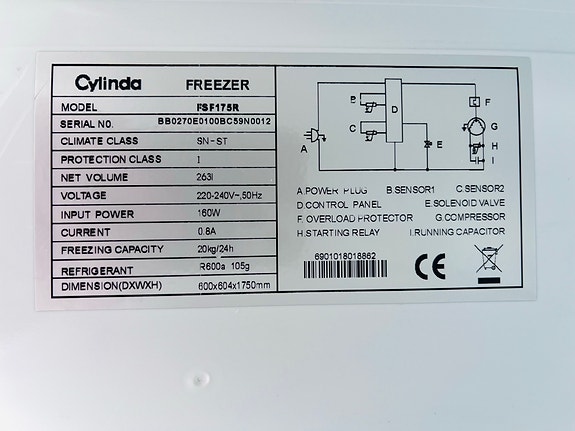 Cylinda FREEZER
MODEL FSF175R
SERIAL NO. BB0270E0100BC59N0012
CLIMATE CLASS SN-ST
PROTECTION CLASS I
NET VOLUME 263l
VOLTAGE 220-240V~,50Hz
INPUT POWER 160W
CURRENT 0.8A
FREEZING CAPACITY 20kg/24h
REFRIGERANT R600a 105g
DIMENSION(DXWXH) 600x604x1750mm
A
B
C
D
E
F
G
H
I
A.POWER PLUG B.SENSOR1 C.SENSOR2
D.CONTROL PANEL E.SOLENOID VALVE
F. OVERLOAD PROTECTOR G.COMPRESSOR
H.STARTING RELAY I.RUNNING CAPACITOR
6901018018862
CE